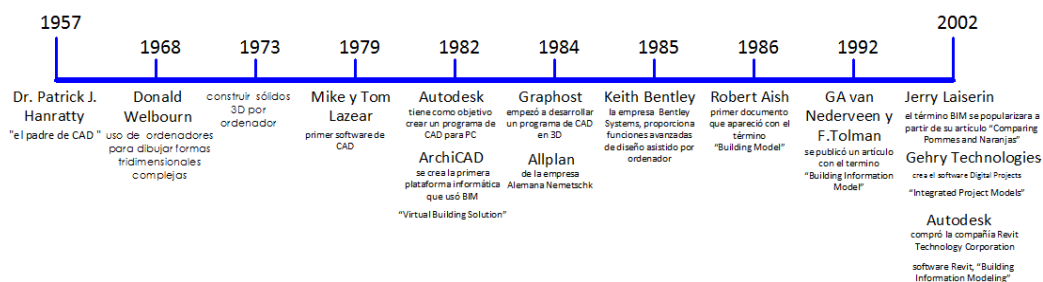 1957
Dr. Patrick J.
Hanratty
"el padre de CAD"
1968
Donald
Welbourn
uso de ordenadores
para dibujar formas
tridimensionales
complejas
1973
construir sólidos
3D por
ordenador
1979
Mike y Tom
Lazear
primer software de
CAD
1982
Autodesk
tiene como objetivo
crear un programa de
CAD para PC
ArchiCAD
se crea la primera
plataforma informática
que usó BIM
"Virtual Building Solution"
1984
Graphost
empezó a desarrollar
un programa de CAD
en 3D
Allplan
de la empresa
Alemana Nemetschk
1985
Keith Bentley
la empresa Bentley
Systems, proporciona
funciones avanzadas
de diseño asistido por
ordenador
1986
Robert Aish
primer documento
que apareció con el
término
"Building Model"
1992
GA van
Nederveen y
F.Tolman
se publicó un artículo
con el termino
"Building Information
Model"
2002
Jerry Laiserin
el término BIM se popularizara a
partir de su artículo "Comparing
Pommes and Naranjas"
Gehry Technologies
crea el software Digital Projects
"Integrated Project Models"
Autodesk
compró la compañía Revit
Technology Corporation
software Revit, "Building
Information Modeling"